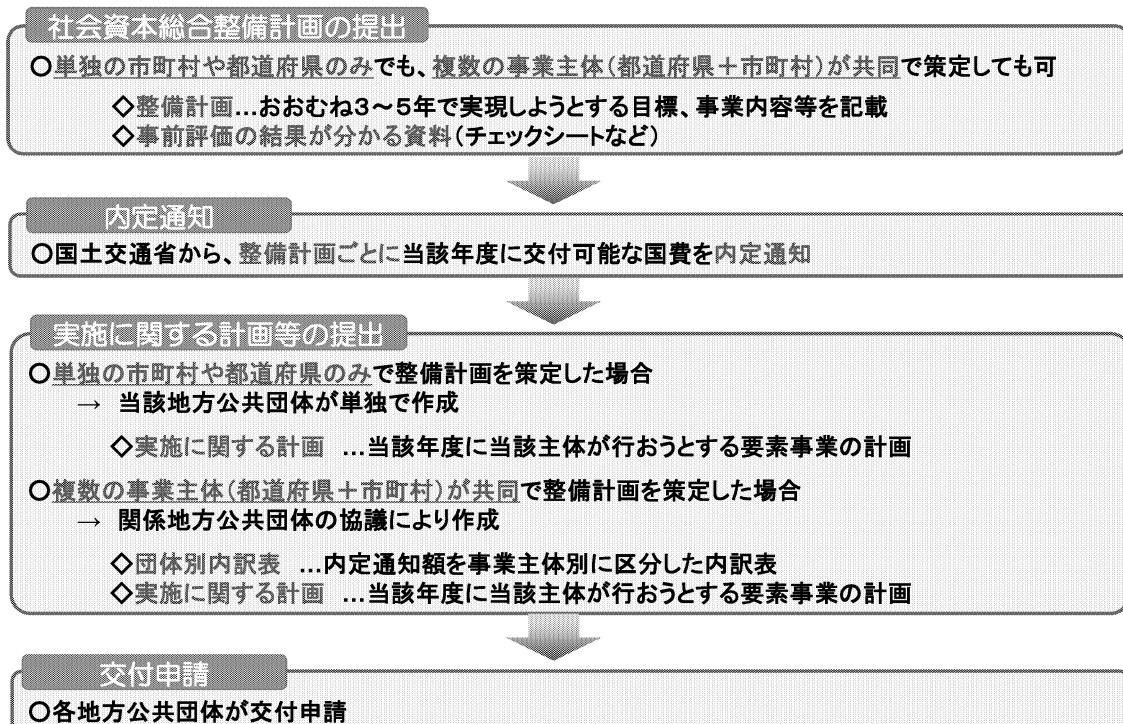 社会資本総合整備計画の提出
○単独の市町村や都道府県のみでも、複数の事業主体(都道府県+市町村)が共同で策定しても可
◇整備計画…おおむね3~5年で実現しようとする目標、事業内容等を記載
◇事前評価の結果が分かる資料(チェックシートなど)
内定通知
○国土交通省から、整備計画ごとに当該年度に交付可能な国費を内定通知
実施に関する計画等の提出
○単独の市町村や都道府県のみで整備計画を策定した場合
→ 当該地方公共団体が単独で作成
◇実施に関する計画 …当該年度に当該主体が行おうとする要素事業の計画
○複数の事業主体(都道府県+市町村)が共同で整備計画を策定した場合
→ 関係地方公共団体の協議により作成
◇団体別内訳表 …内定通知額を事業主体別に区分した内訳表
◇実施に関する計画 …当該年度に当該主体が行おうとする要素事業の計画
交付申請
○各地方公共団体が交付申請